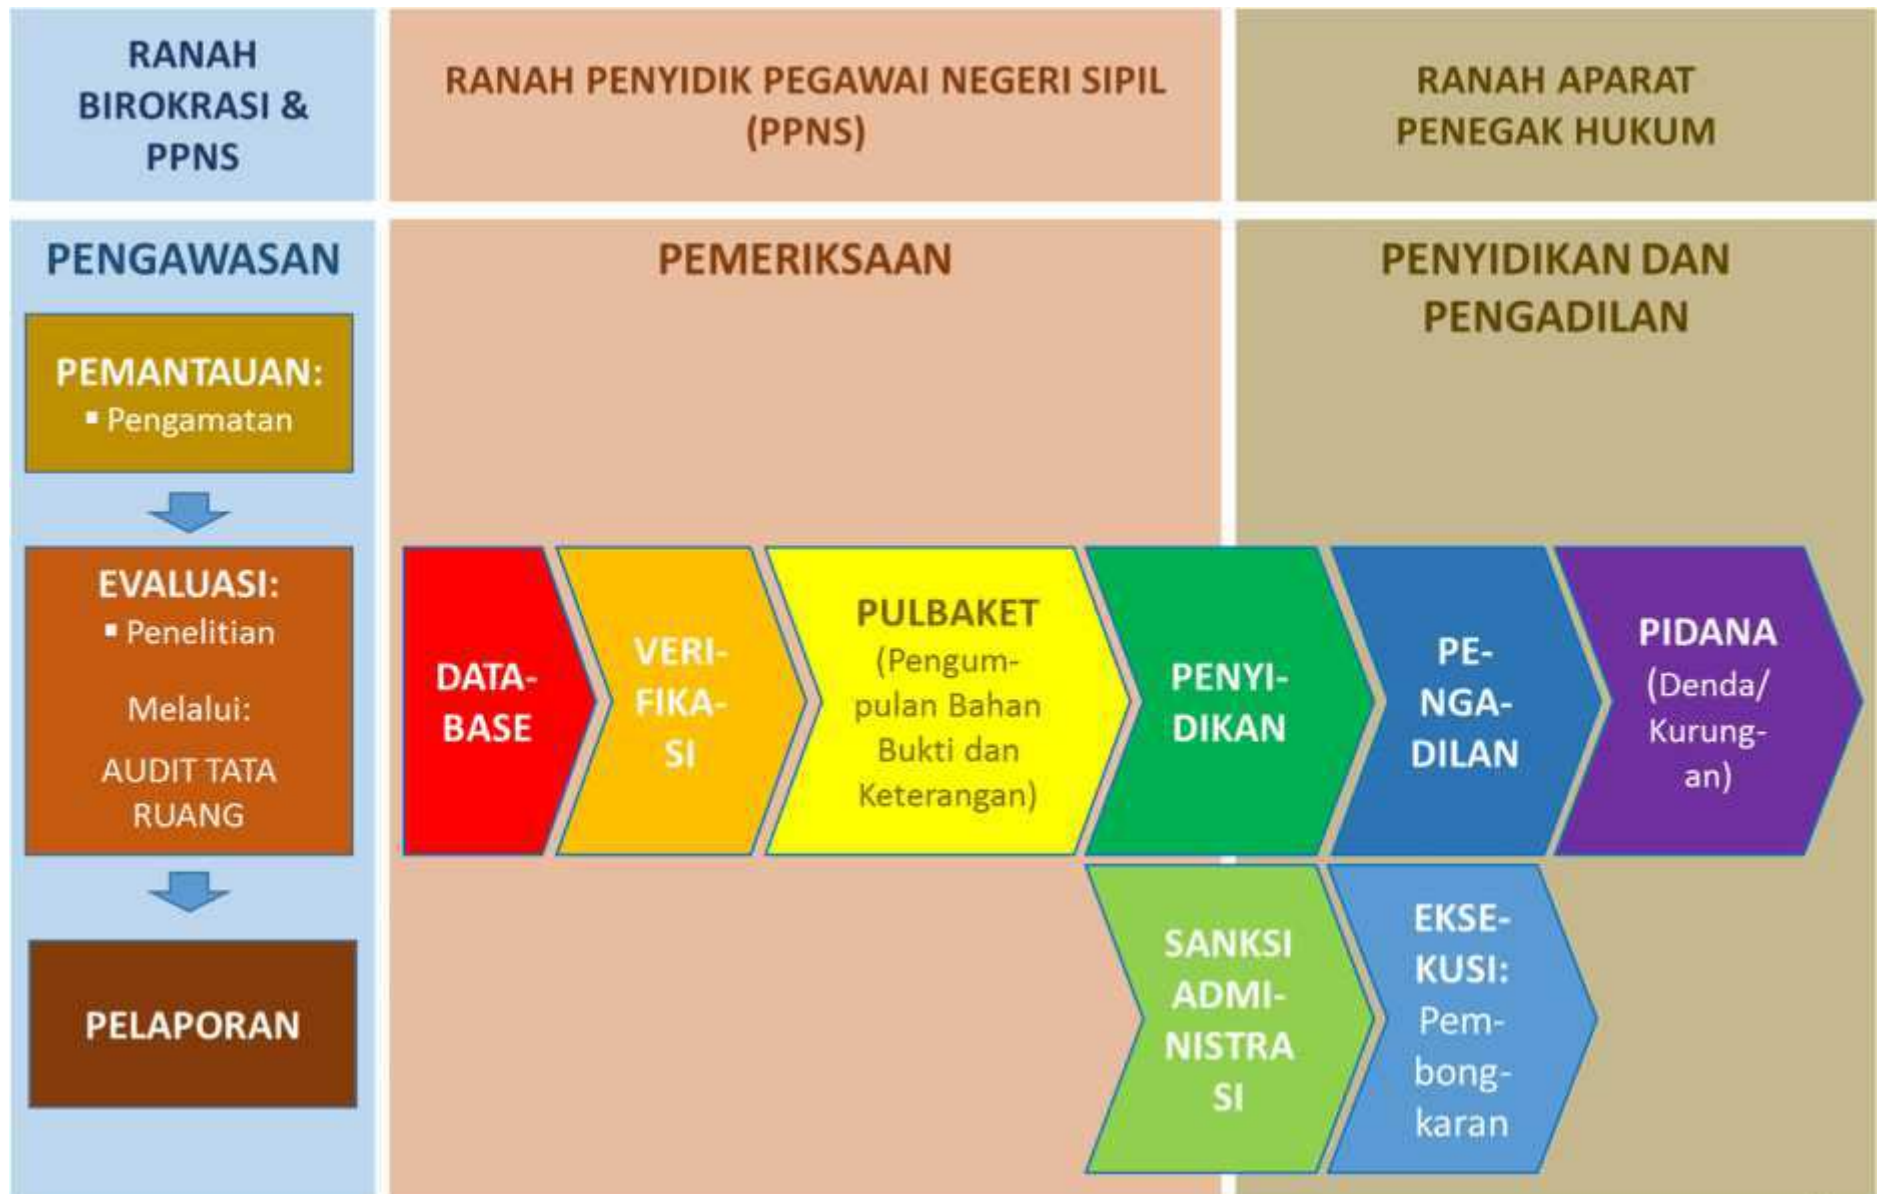 RANAH
BIROKRASI &
PPNS
RANAH PENYIDIK PEGAWAI NEGERI SIPIL
(PPNS)
RANAH APARAT
PENEGAK HUKUM
PENGAWASAN
PEMANTAUAN:
▪ Pengamatan
EVALUASI:
▪ Penelitian
Melalui:
AUDIT TATA
RUANG
PELAPORAN
PEMERIKSAAN
PENYIDIKAN DAN
PENGADILAN
DATA-
BASE
VERI-
FIKA-
SI
PULBAKET
(Pengum-
pulan Bahan
Bukti dan
Keterangan)
PENYI-
DIKAN
PE-
NGA-
DILAN
PIDANA
(Denda/
Kurung-
an)
SANKSI
ADMI-
NISTRA
SI
EKSE-
KUSI:
Pem-
bong-
karan